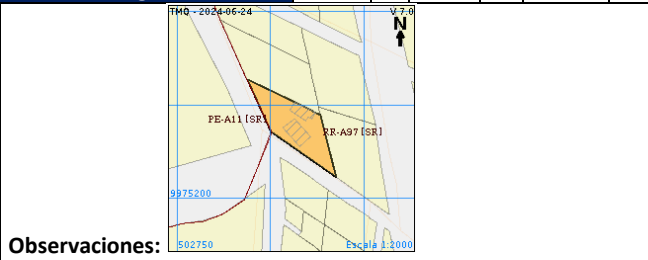 TMQ - 2024-06-24 V 7.0
N
PE-A11 [SR]
RR-A97 [SR]
9975200
Observaciones:
502750 Escala 1:2000